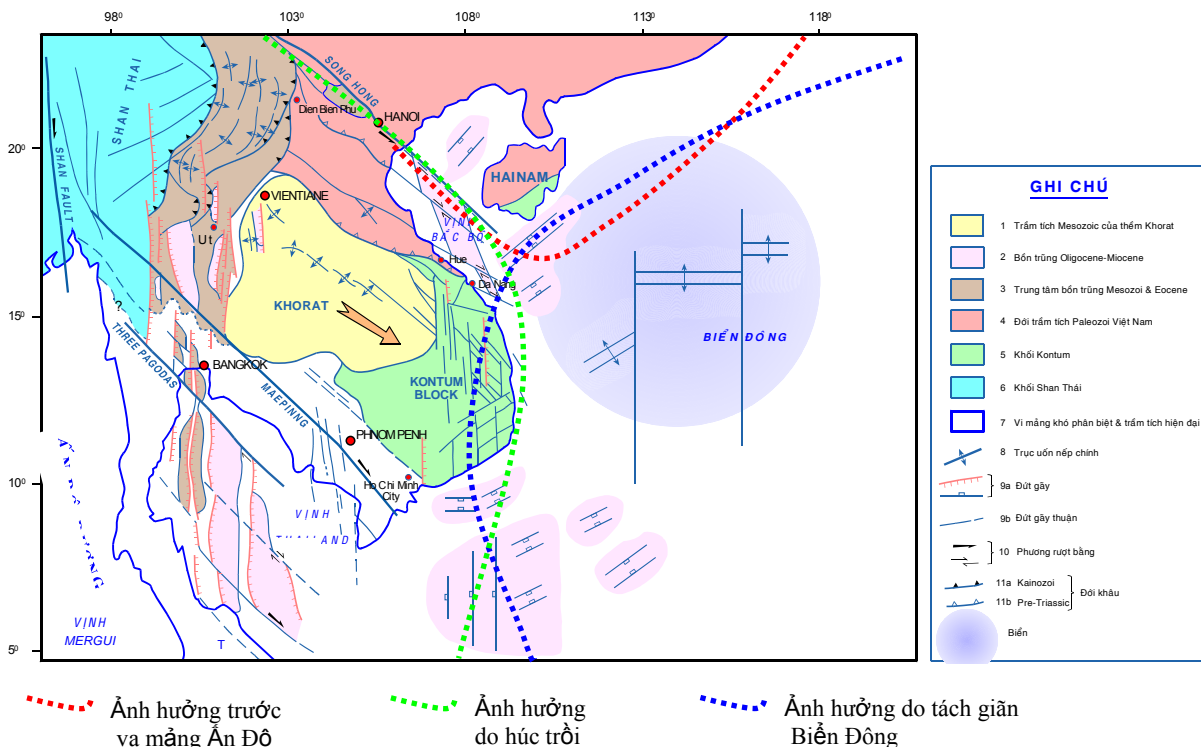 98⁰ 103⁰ 108⁰ 113⁰ 118⁰
20⁰
15⁰
10⁰
5⁰
SHAN THAI
SHAN FAULT
SONG HONG
Dien Bien Phu
HANOI
HAINAM
VIENTIANE
VỊNH
BẮC BỘ
Ut
Hue
Da Nang
KHORAT
?
THREE PAGODAS
BANGKOK
MAEPINNG
KONTUM
BLOCK
PHNOM PENH
Ho Chi Minh
City
VỊNH
AND
BIỂN ĐÔNG
VỊNH
MERGUI
T
GHI CHÚ
1 Trầm tích Mesozoic của thềm Khorat
2 Bồn trũng Oligocene-Miocene
3 Trung tâm bồn trũng Mesozoi & Eocene
4 Đới trầm tích Paleozoi Việt Nam
5 Khối Kontum
6 Khối Shan Thái
7 Vi mảng khó phân biệt & trầm tích hiện đại
8 Trục uốn nếp chính
9a Đứt gãy
9b Đứt gãy thuận
10 Phương rượt bằng
11a Kainozoi
11b Pre-Triassic
Đới khâu
Biển
Ảnh hưởng trước
va mảng Ấn Độ
Ảnh hưởng
do húc trồi
Ảnh hưởng do tách giãn
Biển Đông